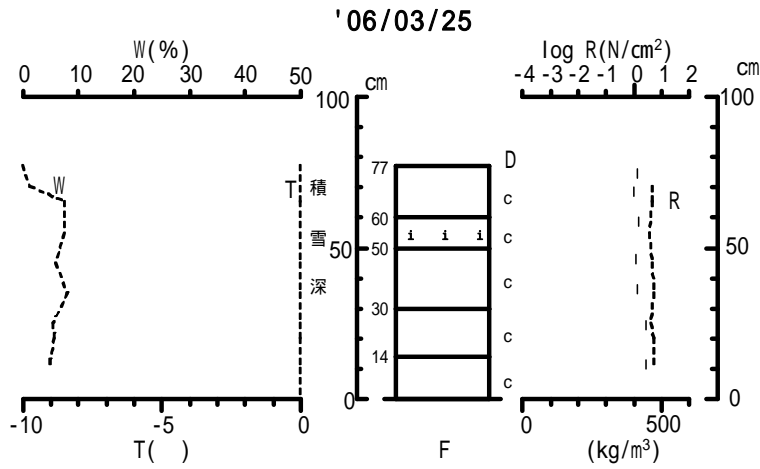 '06/03/25
W(%)
0 10 20 30 40 50
cm
100
50
0
W
T
積
雪
深
-10 -5 0
T( )
D
77
60
50
30
14
i i i
c
c
c
c
c
F
log R(N/cm²)
-4 -3 -2 -1 0 1 2
cm
100
50
0
R
0 500
(kg/m³)